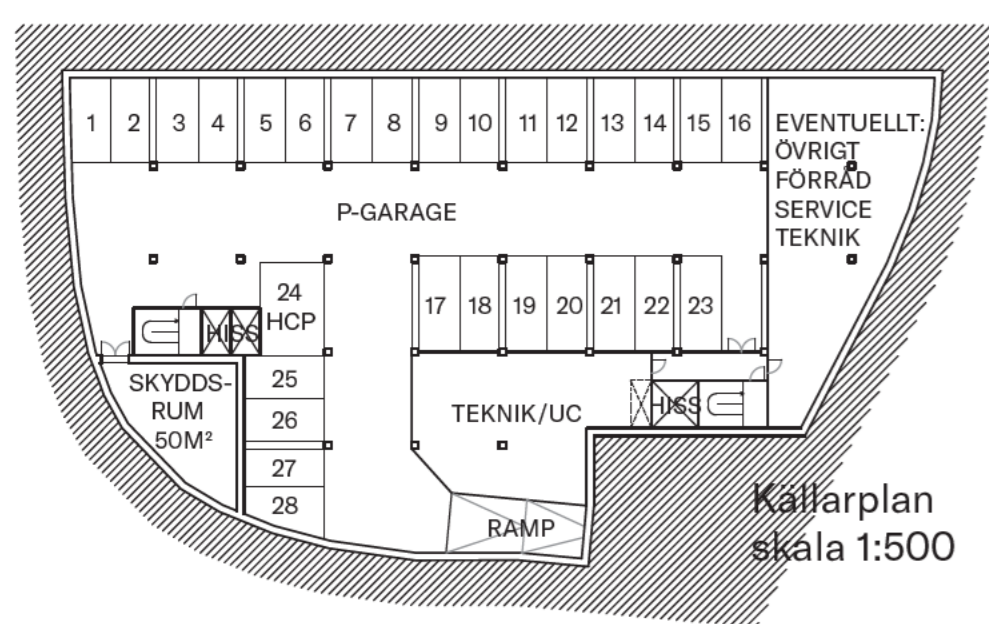 1 2 3 4 5 6 7 8 9 10 11 12 13 14 15 16
EVENTUELLT:
ÖVRIGT
FÖRRÅD
SERVICE
TEKNIK
P-GARAGE
24
HCP
17 18 19 20 21 22 23
HISS
25
26
27
28
SKYDDS-
RUM
50M²
TEKNIK/UC
HISS
RAMP
Källarplan
skala 1:500